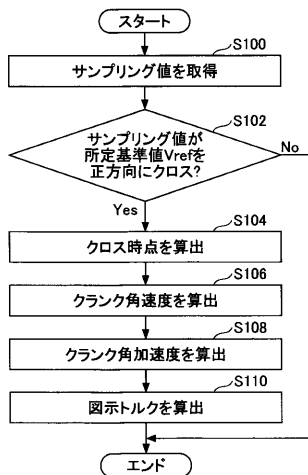 スタート
S100
サンプリング値を取得
S102
サンプリング値が
所定基準値Vrefを
正方向にクロス?
No
Yes
S104
クロス時点を算出
S106
クランク角速度を算出
S108
クランク角加速度を算出
S110
図示トルクを算出
エンド